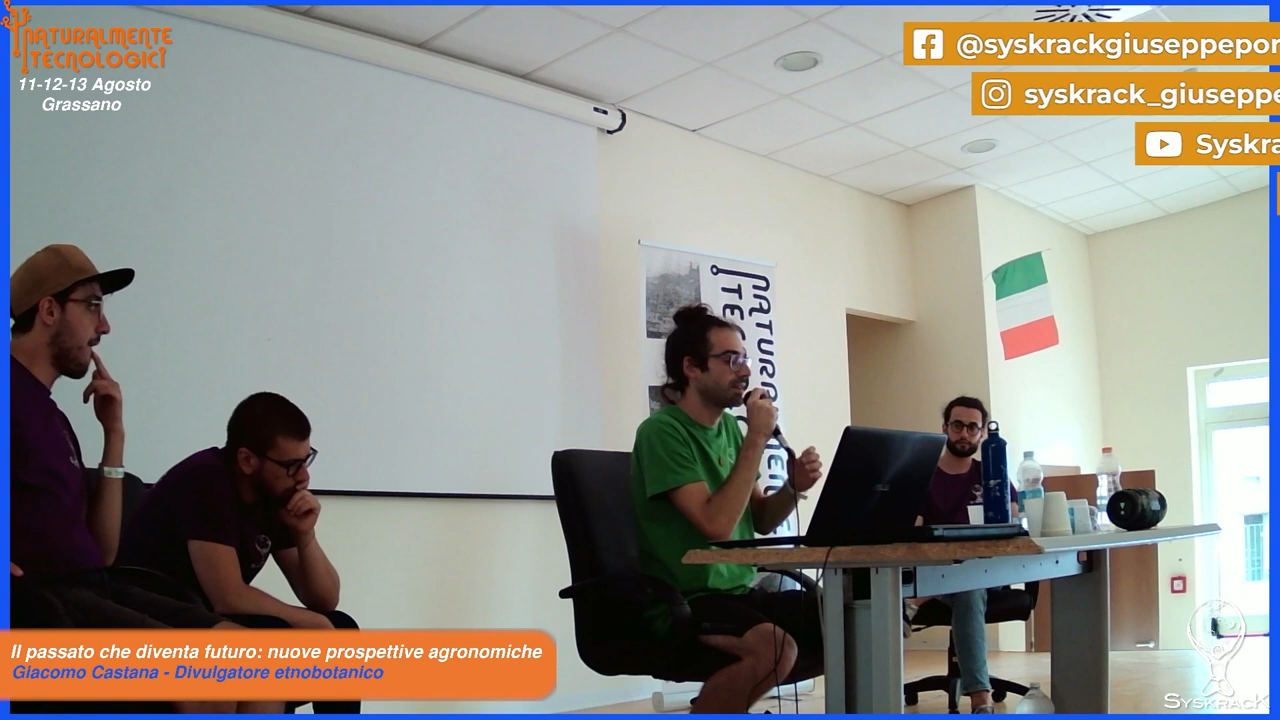 NATURALMENTE
TECNOLOGICI
11-12-13 Agosto
Grassano
@syskrackgiuseppepor
syskrack_giuseppe
Syskra
ASUS
Il passato che diventa futuro: nuove prospettive agronomiche
Giacomo Castana - Divulgatore etnobotanico
SYSKRACK